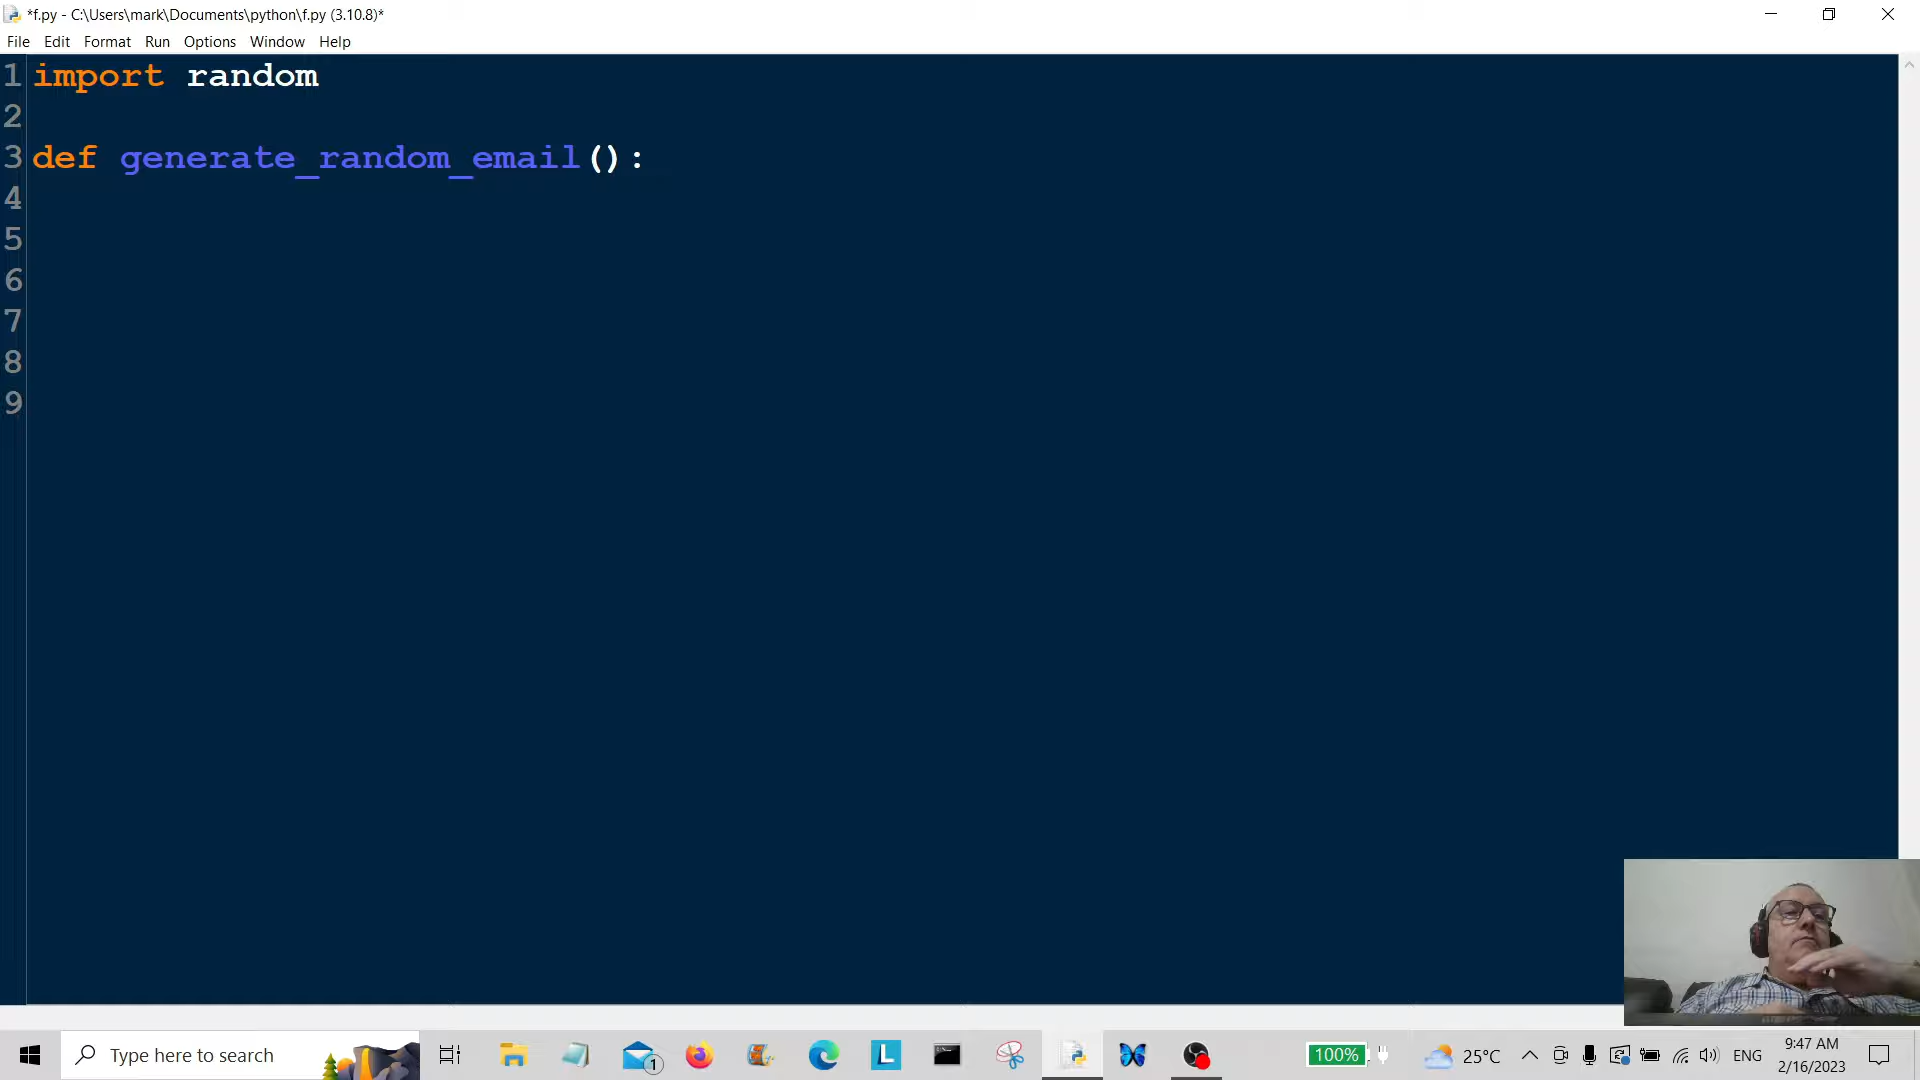 *f.py - C:\Users\mark\Documents\python\f.py (3.10.8)*
File Edit Format Run Options Window Help
1 import random
2
3 def generate_random_email():
4
5
6
7
8
9
Type here to search
1
L
100%
25°C
ENG
9:47 AM
2/16/2023